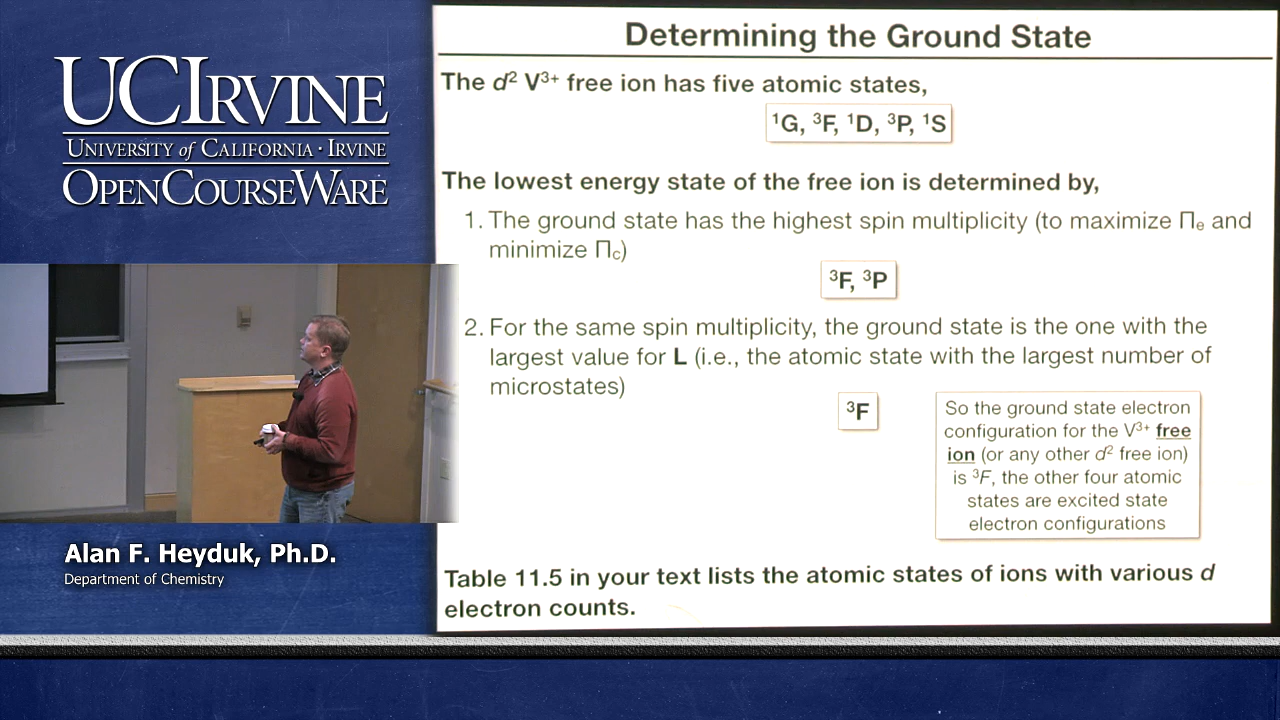 UCIRVINE
UNIVERSITY of CALIFORNIA · IRVINE
OPENCOURSEWARE
Alan F. Heyduk, Ph.D.
Department of Chemistry
Determining the Ground State
The d² V³⁺ free ion has five atomic states,
¹G, ³F, ¹D, ³P, ¹S
The lowest energy state of the free ion is determined by,
1. The ground state has the highest spin multiplicity (to maximize Πₑ and
minimize Π꜀)
³F, ³P
2. For the same spin multiplicity, the ground state is the one with the
largest value for L (i.e., the atomic state with the largest number of
microstates)
³F
So the ground state electron
configuration for the V³⁺ free
ion (or any other d² free ion)
is ³F, the other four atomic
states are excited state
electron configurations
Table 11.5 in your text lists the atomic states of ions with various d
electron counts.